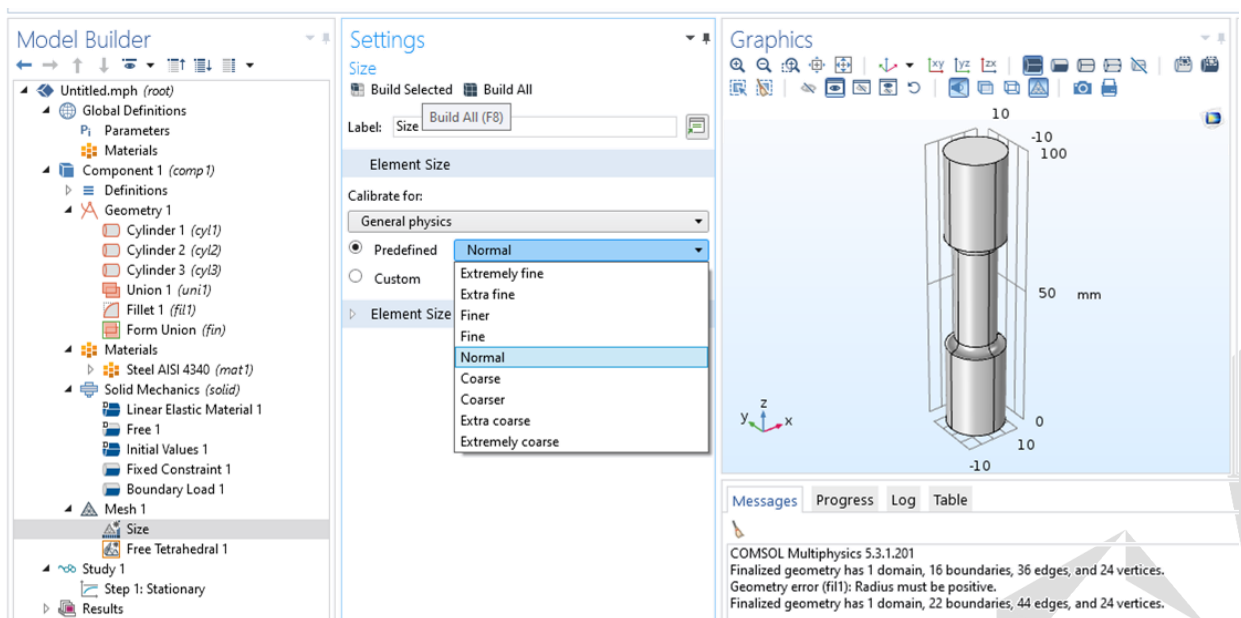 Model Builder
Untitled.mph (root)
Global Definitions
Pi Parameters
Materials
Component 1 (comp1)
Definitions
Geometry 1
Cylinder 1 (cyl1)
Cylinder 2 (cyl2)
Cylinder 3 (cyl3)
Union 1 (uni1)
Fillet 1 (fil1)
Form Union (fin)
Materials
Steel AISI 4340 (mat1)
Solid Mechanics (solid)
Linear Elastic Material 1
Free 1
Initial Values 1
Fixed Constraint 1
Boundary Load 1
Mesh 1
Size
Free Tetrahedral 1
Study 1
Step 1: Stationary
Results
Settings
Size
Build Selected Build All
Label: Size
Build All (F8)
Element Size
Calibrate for:
General physics
Predefined Normal
Custom
Element Size
Extremely fine
Extra fine
Finer
Fine
Normal
Coarse
Coarser
Extra coarse
Extremely coarse
Graphics
xy yz zx
10
-10
100
50 mm
z
y x
0
10
-10
Messages Progress Log Table
COMSOL Multiphysics 5.3.1.201
Finalized geometry has 1 domain, 16 boundaries, 36 edges, and 24 vertices.
Geometry error (fil1): Radius must be positive.
Finalized geometry has 1 domain, 22 boundaries, 44 edges, and 24 vertices.